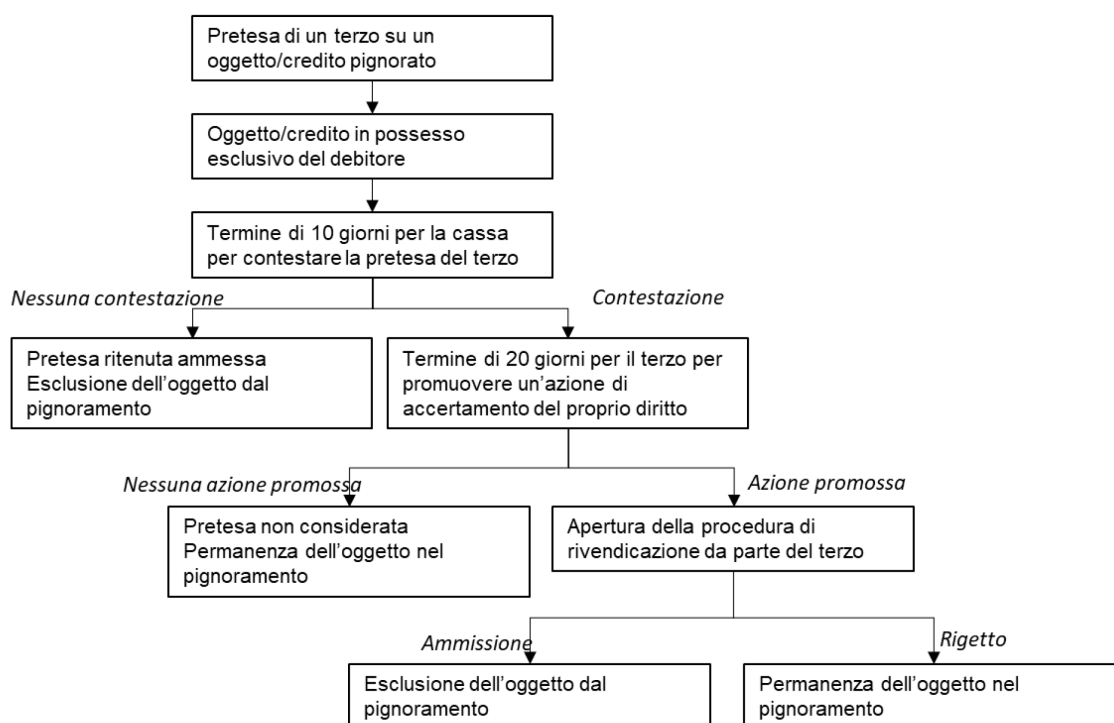 Pretesa di un terzo su un
oggetto/credito pignorato
Oggetto/credito in possesso
esclusivo del debitore
Termine di 10 giorni per la cassa
per contestare la pretesa del terzo
Nessuna contestazione
Contestazione
Pretesa ritenuta ammessa
Esclusione dell'oggetto dal
pignoramento
Termine di 20 giorni per il terzo per
promuovere un'azione di
accertamento del proprio diritto
Nessuna azione promossa
Azione promossa
Pretesa non considerata
Permanenza dell'oggetto nel
pignoramento
Apertura della procedura di
rivendicazione da parte del terzo
Ammissione
Rigetto
Esclusione dell'oggetto dal
pignoramento
Permanenza dell'oggetto nel
pignoramento